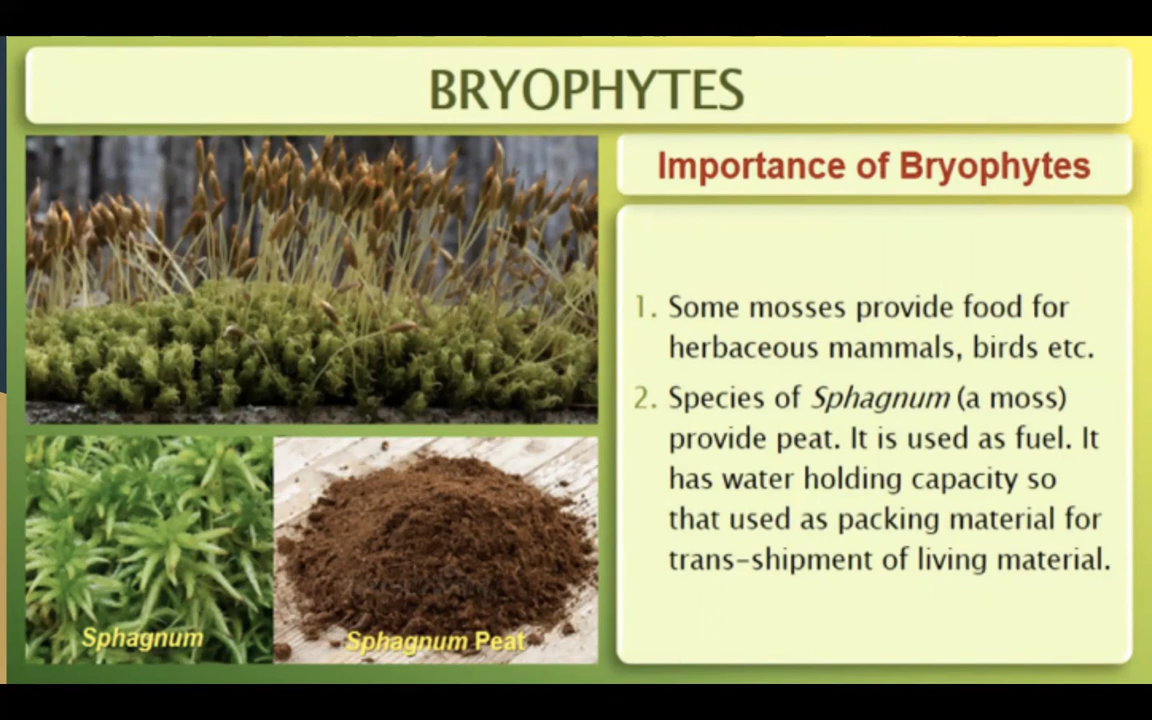 BRYOPHYTES
Importance of Bryophytes
1. Some mosses provide food for
herbaceous mammals, birds etc.
2. Species of Sphagnum (a moss)
provide peat. It is used as fuel. It
has water holding capacity so
that used as packing material for
trans-shipment of living material.
Sphagnum
Sphagnum Peat